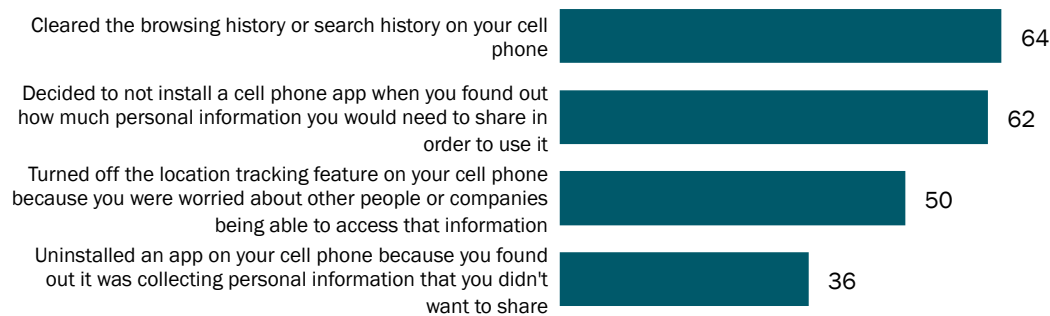 Cleared the browsing history or search history on your cell
phone
64
Decided to not install a cell phone app when you found out
how much personal information you would need to share in
order to use it
62
Turned off the location tracking feature on your cell phone
because you were worried about other people or companies
being able to access that information
50
Uninstalled an app on your cell phone because you found
out it was collecting personal information that you didn't
want to share
36